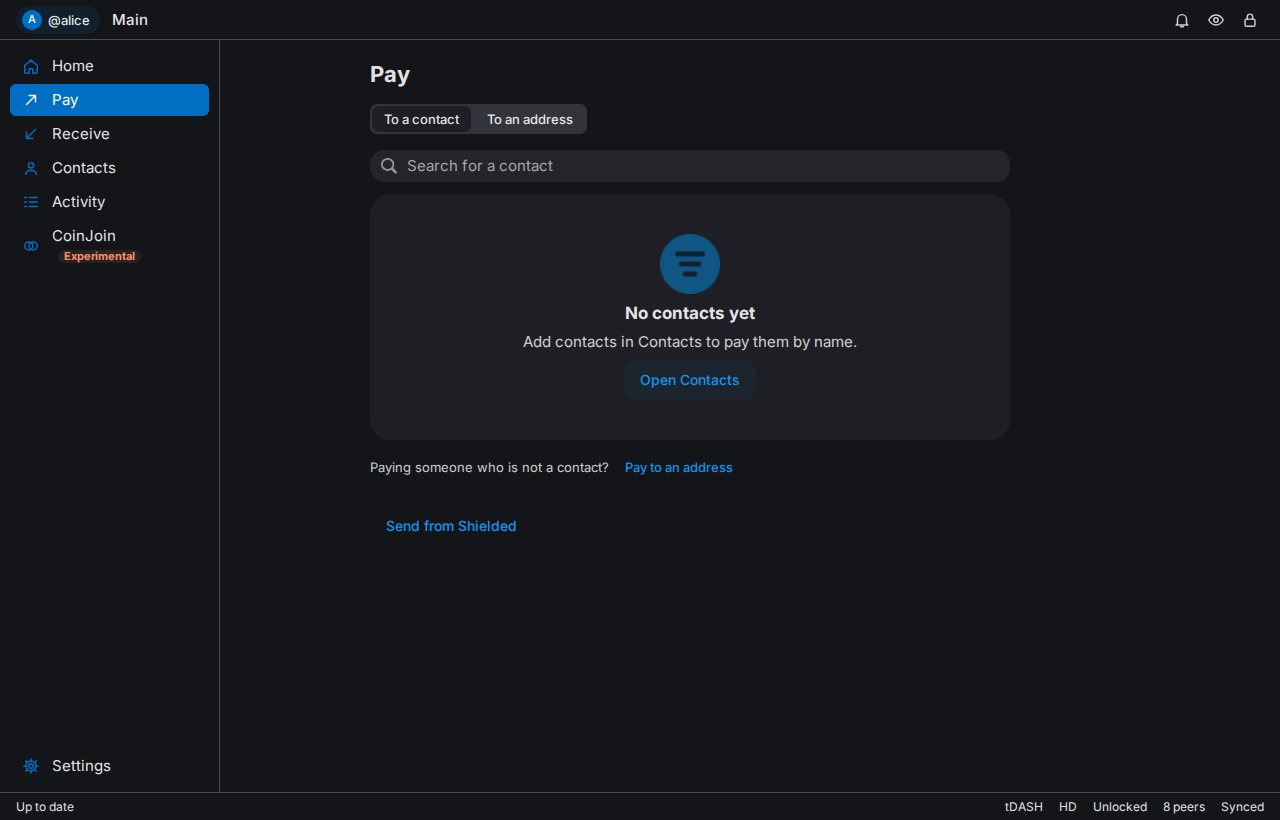 A @alice Main
Home
Pay
Receive
Contacts
Activity
CoinJoin
Experimental
Settings
Pay
To a contact To an address
Search for a contact
No contacts yet
Add contacts in Contacts to pay them by name.
Open Contacts
Paying someone who is not a contact? Pay to an address
Send from Shielded
Up to date tDASH HD Unlocked 8 peers Synced